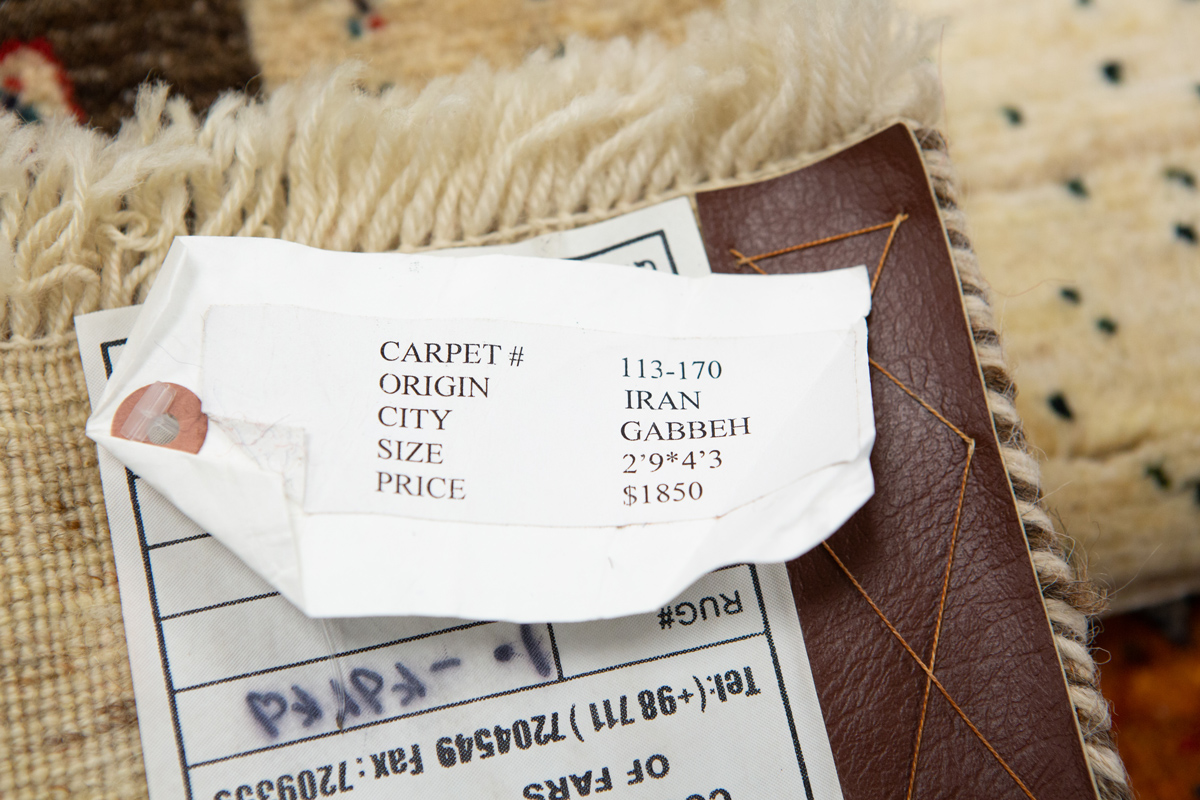 CARPET # 113-170
ORIGIN IRAN
CITY GABBEH
SIZE 2'9*4'3
PRICE $1850
RUG#
Tel:(+98 711 ) 7204549 Fax:7209355
OF FARS